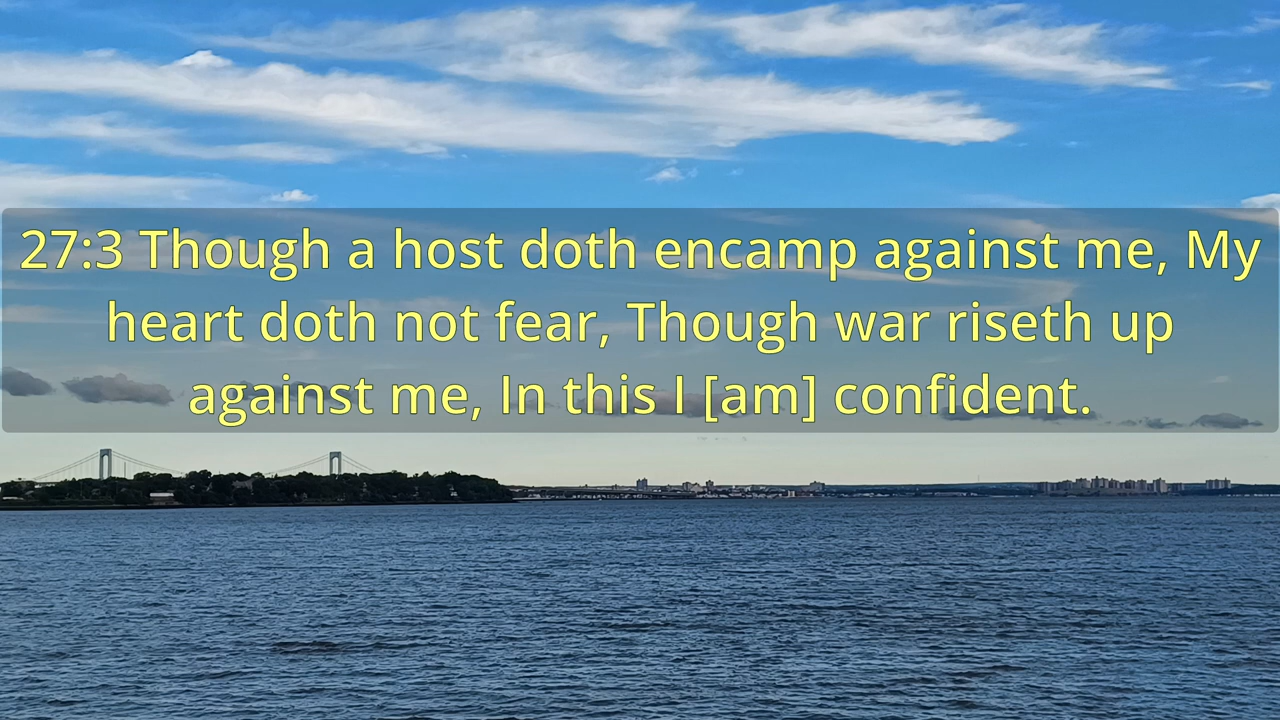 27:3 Though a host doth encamp against me, My
heart doth not fear, Though war riseth up
against me, In this I [am] confident.